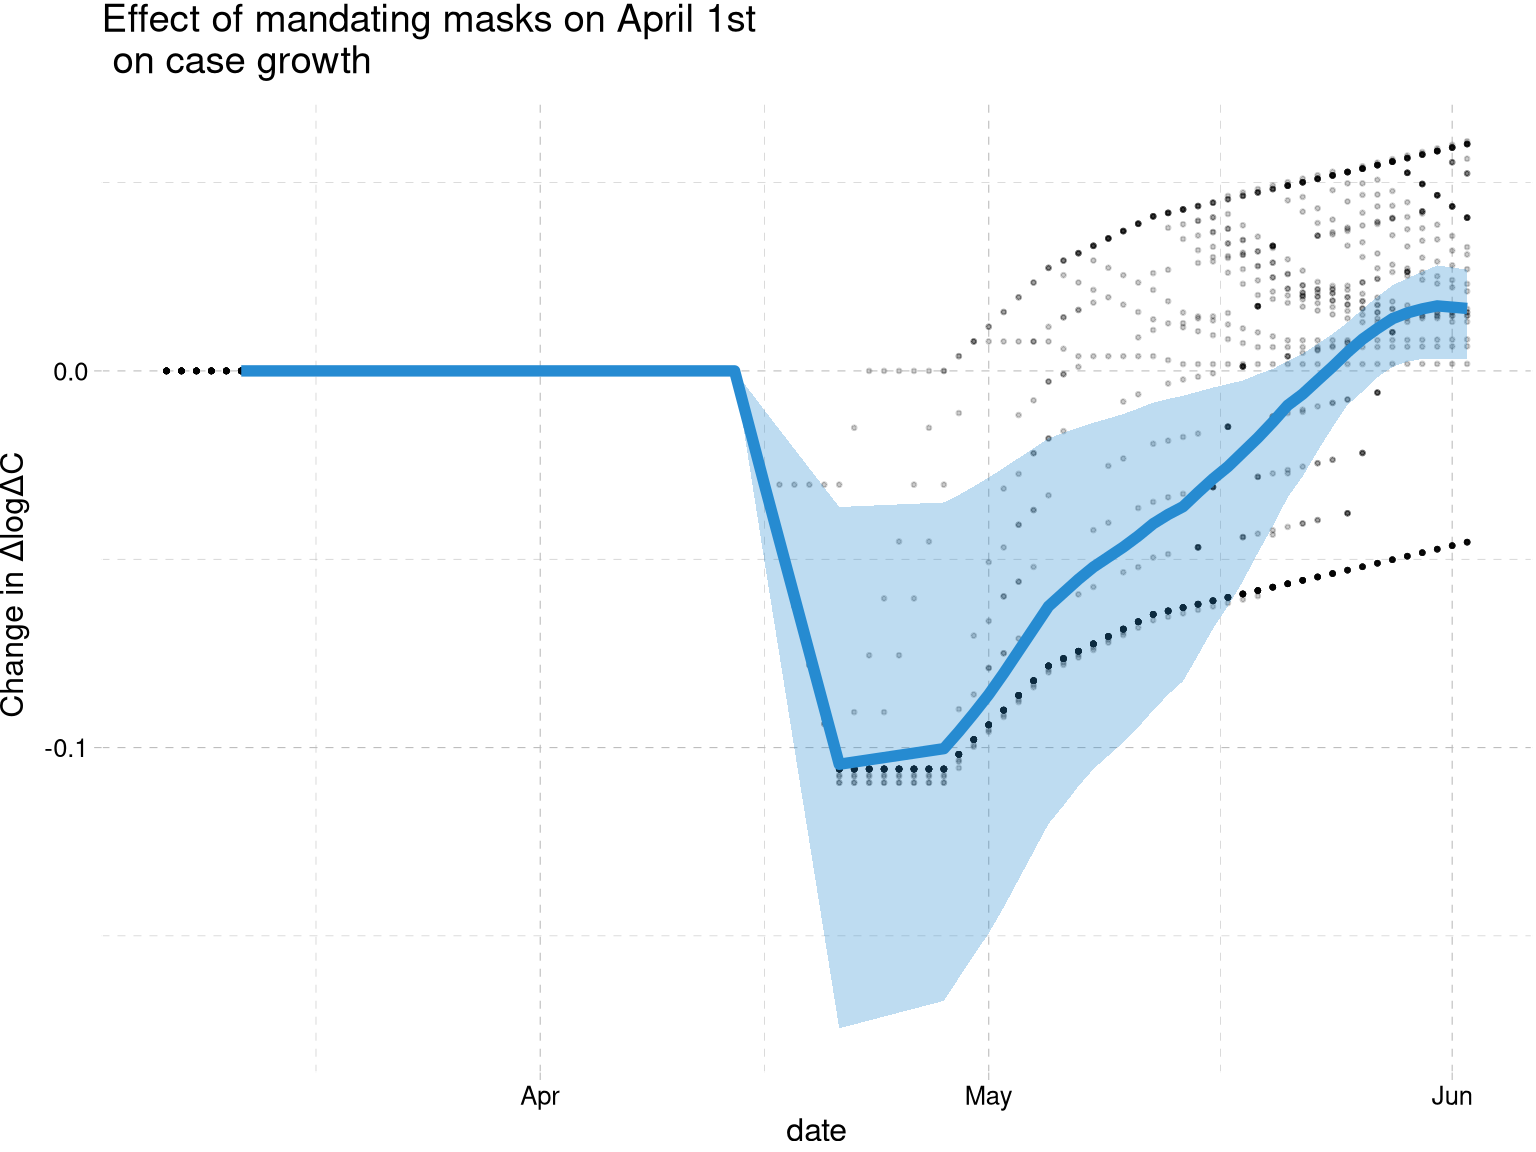 Effect of mandating masks on April 1st
on case growth
Change in ΔlogΔC
0.0
-0.1
Apr
May
Jun
date